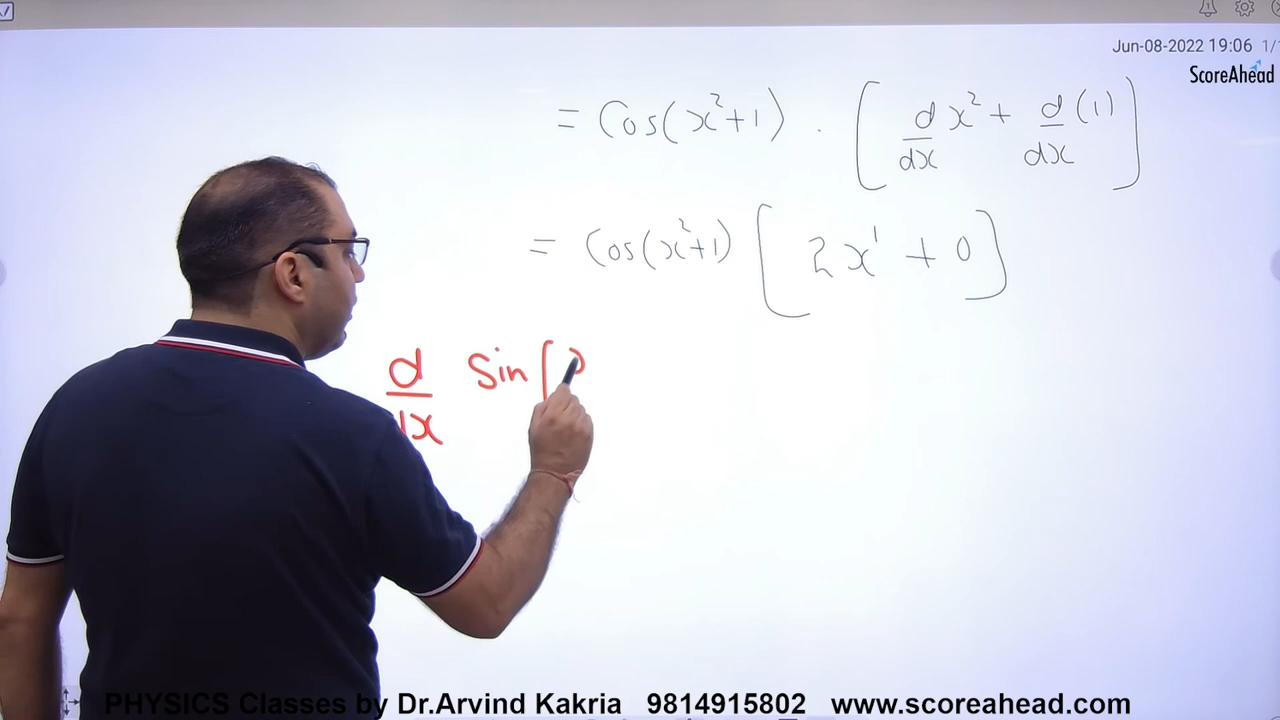 Jun-08-2022 19:06 1/
ScoreAhead
= Cos(x²+1) . [ d/dx x² + d/dx (1) ]
= Cos(x²+1) [ 2x¹ + 0 ]
d/dx Sin [
PHYSICS Classes by Dr.Arvind Kakria 9814915802 www.scoreahead.com